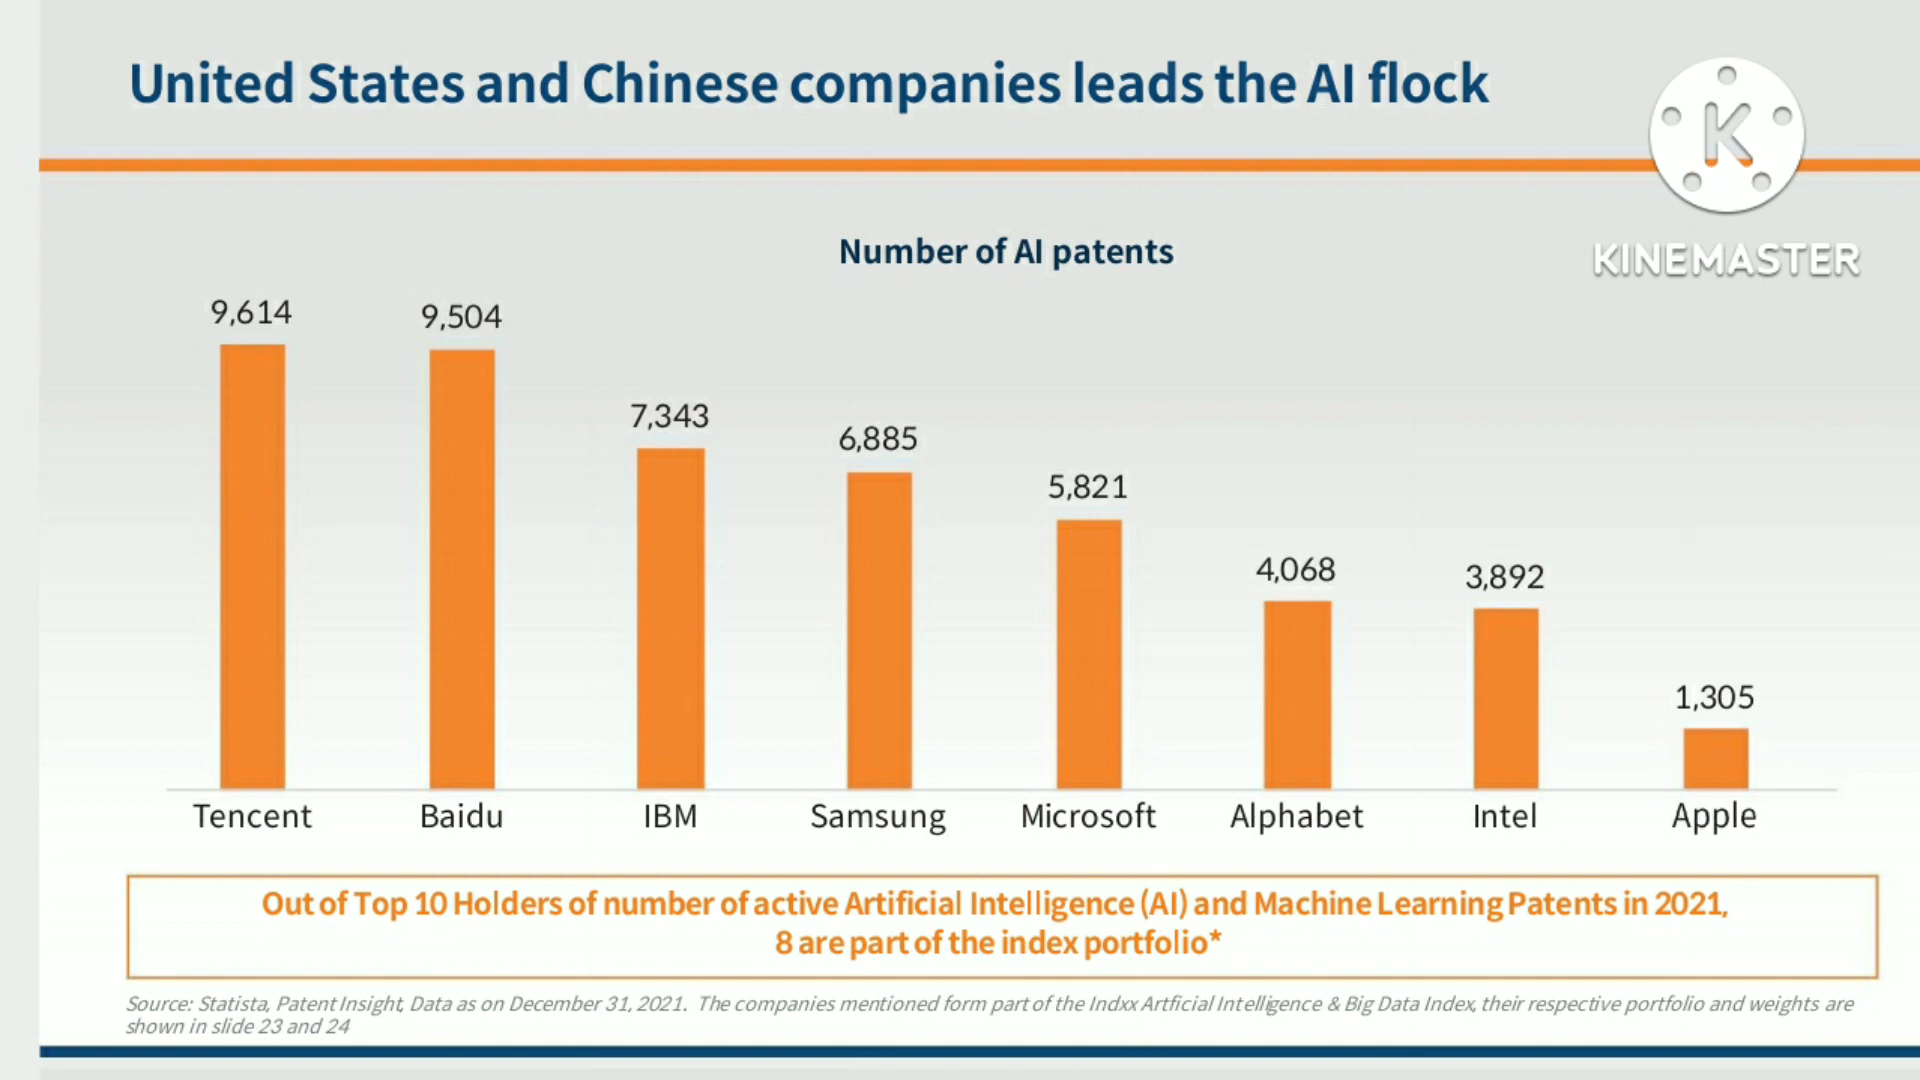 United States and Chinese companies leads the AI flock
K
KINEMASTER
Number of AI patents
9,614
9,504
7,343
6,885
5,821
4,068
3,892
1,305
Tencent
Baidu
IBM
Samsung
Microsoft
Alphabet
Intel
Apple
Out of Top 10 Holders of number of active Artificial Intelligence (AI) and Machine Learning Patents in 2021,
8 are part of the index portfolio*
Source: Statista, Patent Insight, Data as on December 31, 2021. The companies mentioned form part of the Indxx Artficial Intelligence & Big Data Index, their respective portfolio and weights are
shown in slide 23 and 24